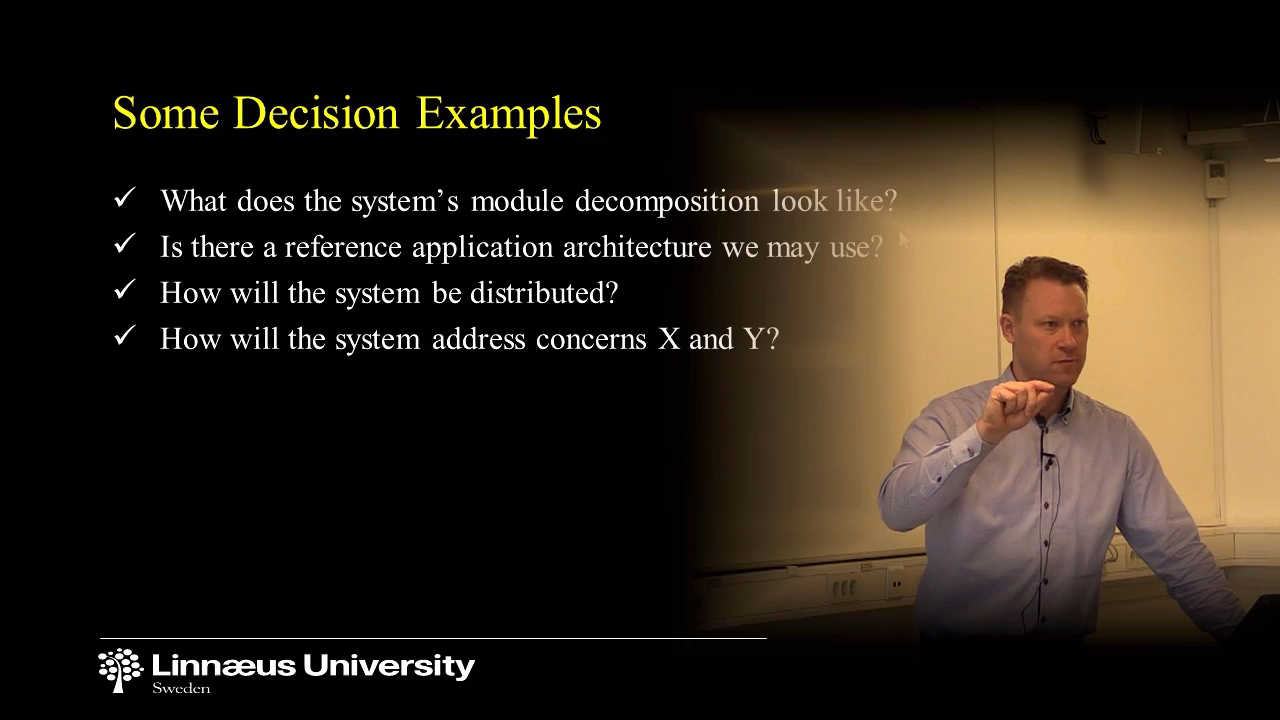 Some Decision Examples
✓ What does the system's module decomposition look like?
✓ Is there a reference application architecture we may use?
✓ How will the system be distributed?
✓ How will the system address concerns X and Y?
Linnæus University
Sweden